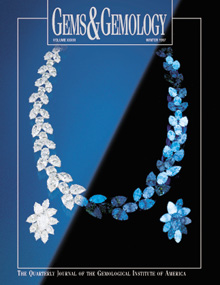 GEMS & GEMOLOGY
VOLUME XXXIII WINTER 1997
THE QUARTERLY JOURNAL OF THE GEMOLOGICAL INSTITUTE OF AMERICA